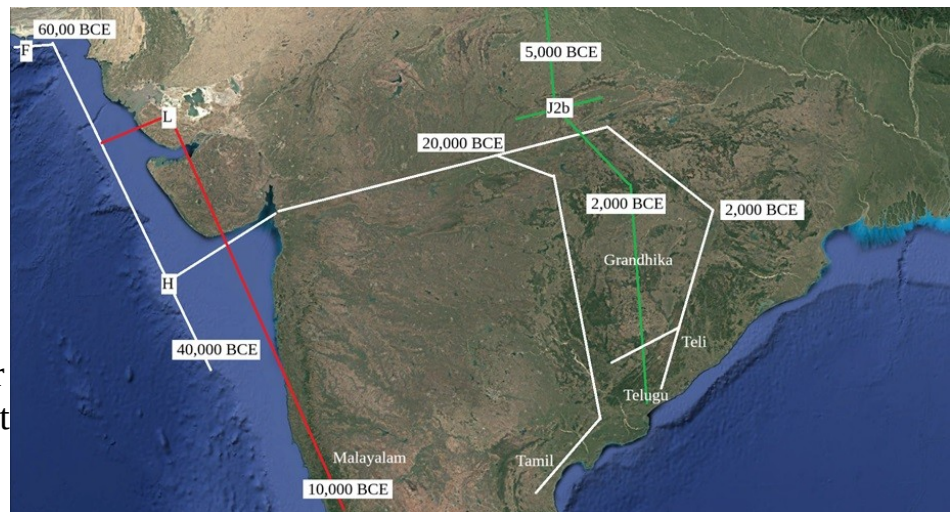 60,00 BCE
F
5,000 BCE
J2b
L
20,000 BCE
2,000 BCE
2,000 BCE
Grandhika
H
Teli
40,000 BCE
r
t
Telugu
Malayalam
Tamil
10,000 BCE